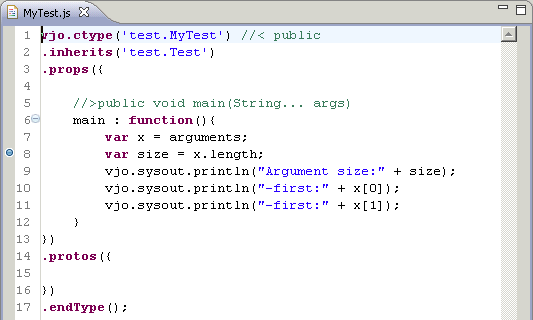 MyTest.js
1 vjo.ctype('test.MyTest') //< public
2 .inherits('test.Test')
3 .props({
4
5     //>public void main(String... args)
6     main : function(){
7         var x = arguments;
8         var size = x.length;
9         vjo.sysout.println("Argument size:" + size);
10         vjo.sysout.println("-first:" + x[0]);
11         vjo.sysout.println("-first:" + x[1]);
12     }
13 })
14 .protos({
15
16 })
17 .endType();